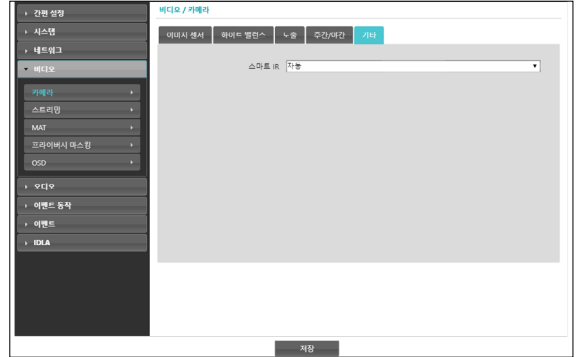 간편 설정
시스템
네트워크
비디오
카메라
스트리밍
MAT
프라이버시 마스킹
OSD
오디오
이벤트 동작
이벤트
IDLA
비디오 / 카메라
이미지 센서 화이트 밸런스 노출 주간/야간 기타
스마트 IR 자동
저장